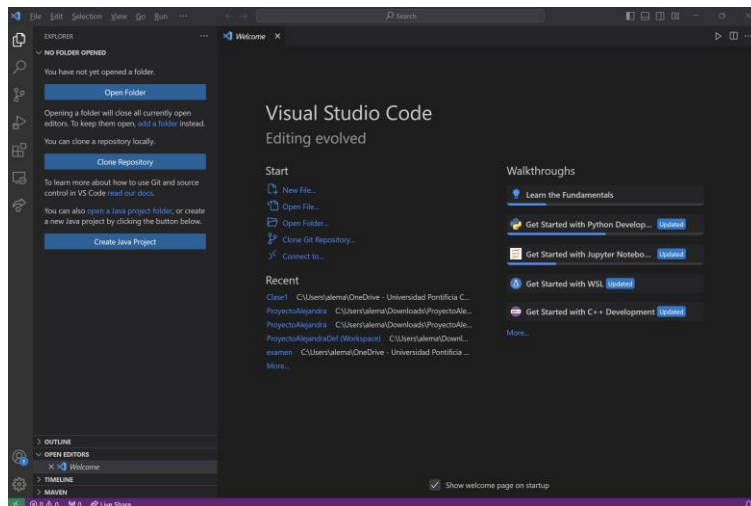 File Edit Selection View Go Run ...
Search
EXPLORER ...
NO FOLDER OPENED
You have not yet opened a folder.
Open Folder
Opening a folder will close all currently open
editors. To keep them open, add a folder instead.
You can clone a repository locally.
Clone Repository
To learn more about how to use Git and source
control in VS Code read our docs.
You can also open a Java project folder, or create
a new Java project by clicking the button below.
Create Java Project
OUTLINE
OPEN EDITORS
Welcome
TIMELINE
MAVEN
Welcome
Visual Studio Code
Editing evolved
Start
New File...
Open File...
Open Folder...
Clone Git Repository...
Connect to...
Recent
Clase1 C:\Users\alema\OneDrive - Universidad Pontificia C...
ProyectoAlejandra C:\Users\alema\Downloads\ProyectoAle...
ProyectoAlejandra C:\Users\alema\Downloads\ProyectoAle...
ProyectoAlejandraDef (Workspace) C:\Users\alema\Downl...
examen C:\Users\alema\OneDrive - Universidad Pontificia ...
More...
Walkthroughs
Learn the Fundamentals
Get Started with Python Develop... Updated
Get Started with Jupyter Notebo... Updated
Get Started with WSL Updated
Get Started with C++ Development Updated
More...
Show welcome page on startup
0 0 0 Live Share